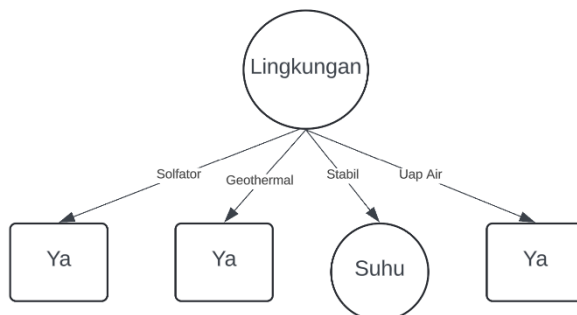 Lingkungan
Solfator
Geothermal
Stabil
Uap Air
Ya
Ya
Suhu
Ya